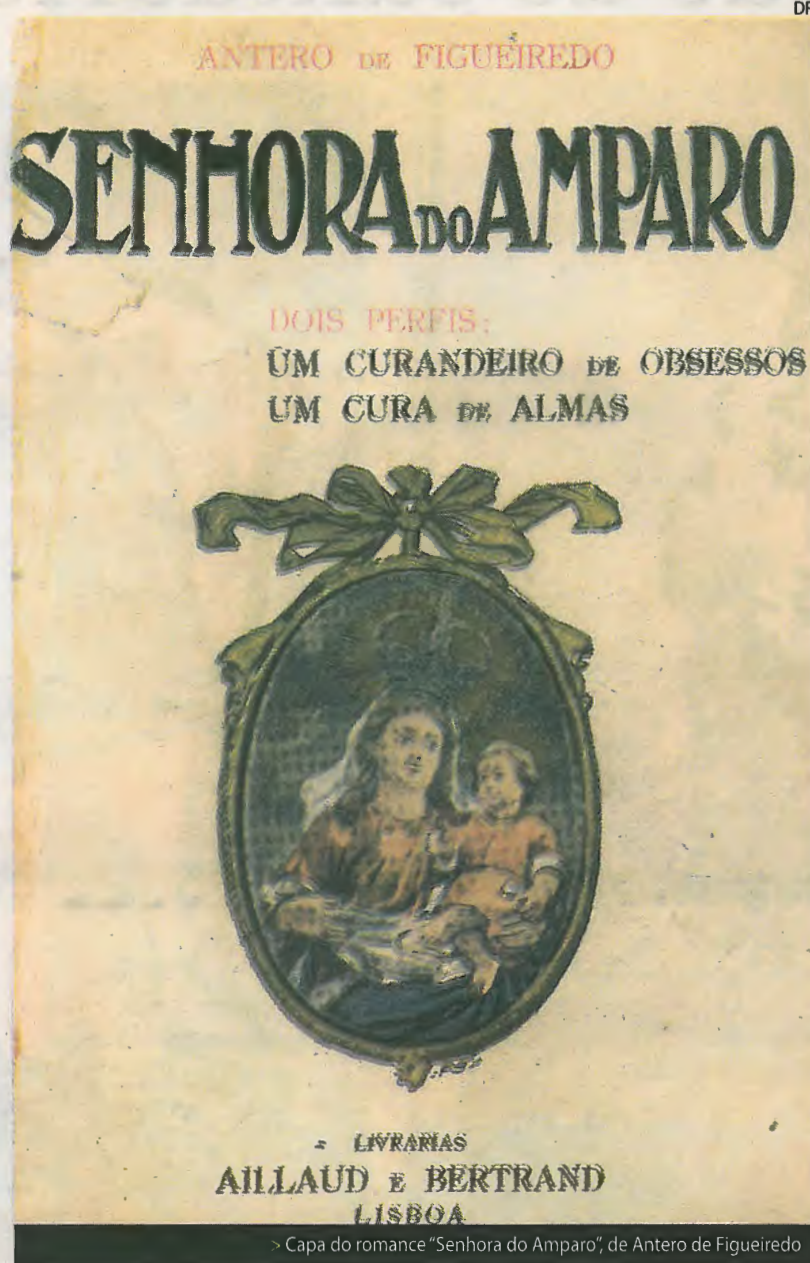 DR
ANTERO DE FIGUEIREDO
SENHORA DO AMPARO
DOIS PERFIS:
UM CURANDEIRO DE OBSESSOS
UM CURA DE ALMAS
LIVRARIAS
AILLAUD E BERTRAND
LISBOA
> Capa do romance "Senhora do Amparo", de Antero de Figueiredo